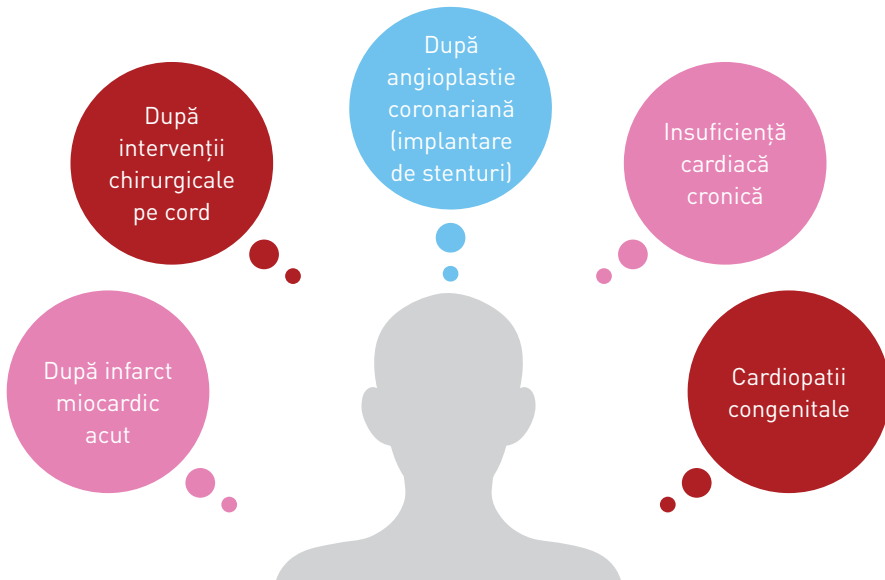 După infarct
miocardic
acut
După
intervenții
chirurgicale
pe cord
După
angioplastie
coronariană
(implantare
de stenturi)
Insuficiență
cardiacă
cronică
Cardiopatii
congenitale